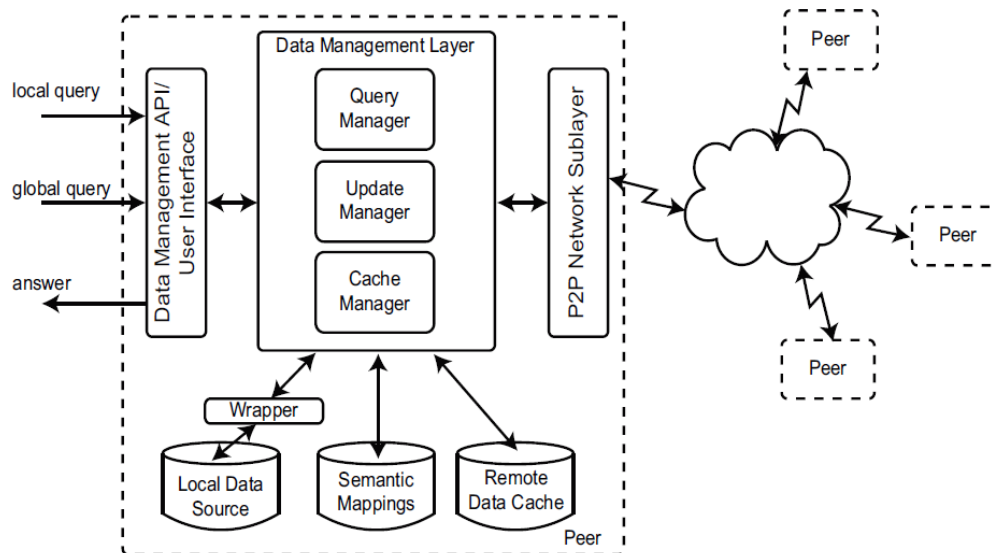 local query
global query
answer
Data Management API/
User Interface
Data Management Layer
Query
Manager
Update
Manager
Cache
Manager
P2P Network Sublayer
Wrapper
Local Data
Source
Semantic
Mappings
Remote
Data Cache
Peer
Peer
Peer
Peer